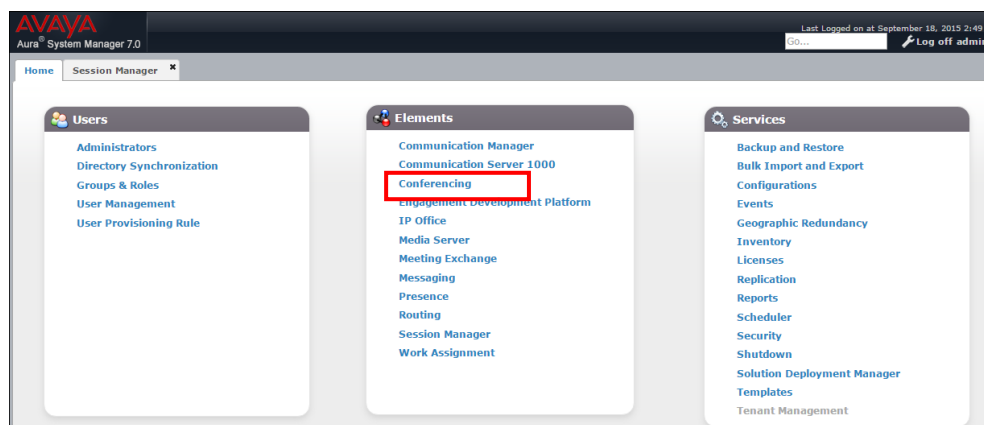 AVAYA
Aura® System Manager 7.0
Last Logged on at September 18, 2015 2:49
Go...
Log off admin
Home
Session Manager
Users
Administrators
Directory Synchronization
Groups & Roles
User Management
User Provisioning Rule
Elements
Communication Manager
Communication Server 1000
Conferencing
Engagement Development Platform
IP Office
Media Server
Meeting Exchange
Messaging
Presence
Routing
Session Manager
Work Assignment
Services
Backup and Restore
Bulk Import and Export
Configurations
Events
Geographic Redundancy
Inventory
Licenses
Replication
Reports
Scheduler
Security
Shutdown
Solution Deployment Manager
Templates
Tenant Management